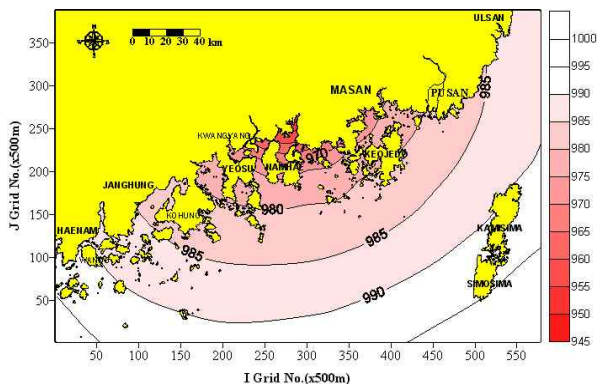 ULSAN
0 10 20 30 40 km
N
S
MASAN
PUSAN
KWANGYANG
985
970
YEOSU
NAMHAE
KEOJEDO
JANGHUNG
KOHUNG
980
HAENAM
WANDO
985
990
KAMISIMA
SIMOSIMA
J Grid No.(x500m)
350
300
250
200
150
100
50
50 100 150 200 250 300 350 400 450 500 550
I Grid No.(x500m)
1000
995
990
985
980
975
970
965
960
955
950
945